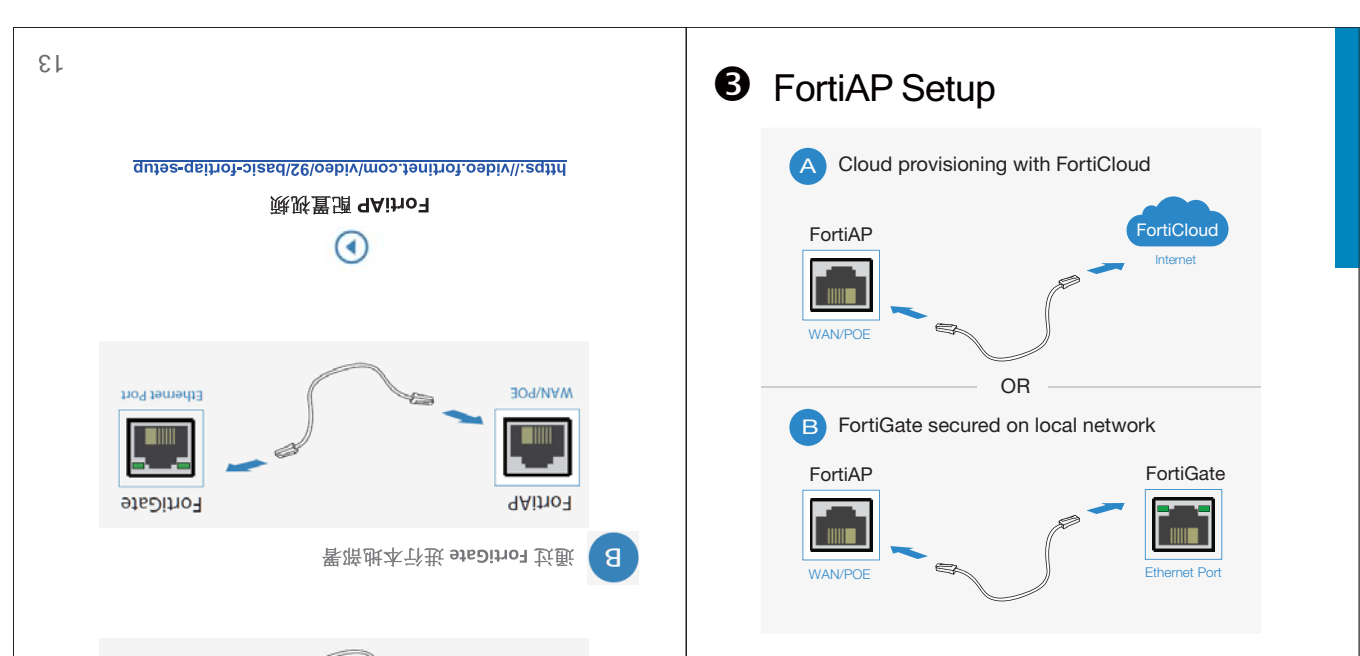 13
https://video.fortinet.com/video/92/basic-fortiap-setup
FortiAP 配置视频
Ethernet Port
WAN/POE
FortiGate
FortiAP
通过 FortiGate 进行本地部署
B
3 FortiAP Setup
A Cloud provisioning with FortiCloud
FortiAP
FortiCloud
Internet
WAN/POE
OR
B FortiGate secured on local network
FortiAP
FortiGate
WAN/POE
Ethernet Port